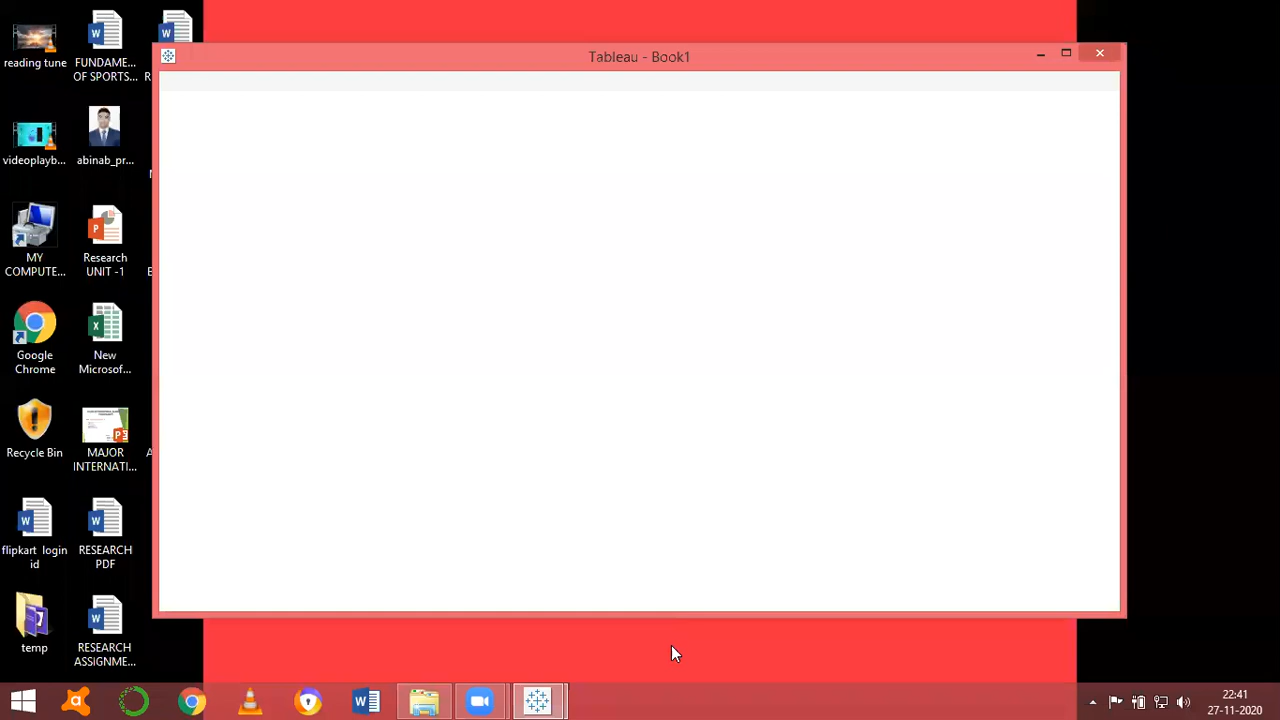 Tableau - Book1
reading tune
FUNDAME...
OF SPORTS...
videoplayb...
abinab_pr...
MY
COMPUTE...
Research
UNIT -1
Google
Chrome
New
Microsof...
Recycle Bin
MAJOR
INTERNATI...
flipkart login
id
RESEARCH
PDF
temp
RESEARCH
ASSIGNME...
22:41
27-11-2020